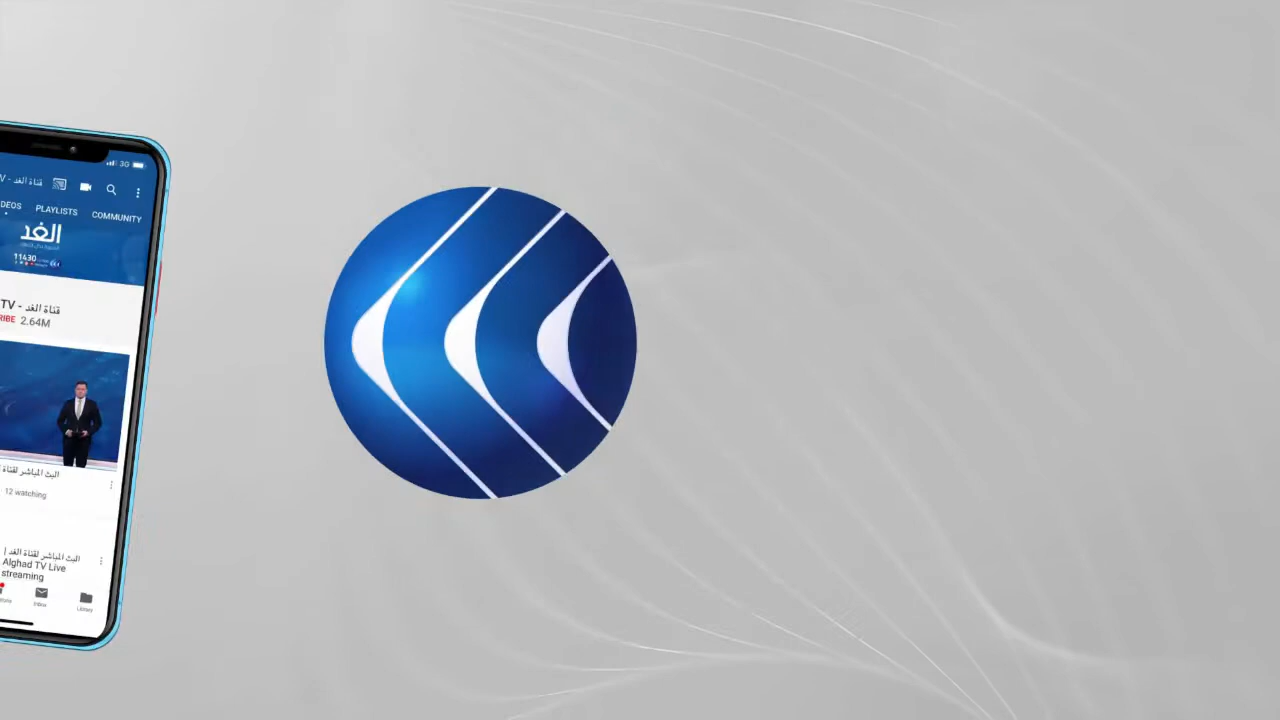 3G
V - قناة الغد
DEOS PLAYLISTS COMMUNITY
الغد
11430
TV - قناة الغد
RIBE 2.64M
البث المباشر لقناة
12 watching
البث المباشر لقناة الغد |
Alghad TV Live
streaming
Inbox Library